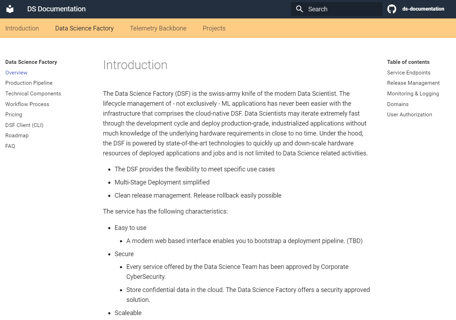 DS Documentation
Search
ds-documentation
Introduction
Data Science Factory
Telemetry Backbone
Projects
Data Science Factory
Overview
Production Pipeline
Technical Components
Workflow Process
Pricing
DSF Client (CLI)
Roadmap
FAQ
Introduction
The Data Science Factory (DSF) is the swiss-army knife of the modern Data Scientist. The
lifecycle management of - not exclusively - ML applications has never been easier with the
infrastructure that comprises the cloud-native DSF. Data Scientists may iterate extremely fast
through the development cycle and deploy production-grade, industrialized applications without
much knowledge of the underlying hardware requirements in close to no time. Under the hood,
the DSF is powered by state-of-the-art technologies to quickly up and down-scale hardware
resources of deployed applications and jobs and is not limited to Data Science related activities.
The DSF provides the flexibility to meet specific use cases
Multi-Stage Deployment simplified
Clean release management. Release rollback easily possible
The service has the following characteristics:
Easy to use
A modern web based interface enables you to bootstrap a deployment pipeline. (TBD)
Secure
Every service offered by the Data Science Team has been approved by Corporate
CyberSecurity.
Store confidential data in the cloud. The Data Science Factory offers a security approved
solution.
Scaleable
Table of contents
Service Endpoints
Release Management
Monitoring & Logging
Domains
User Authorization